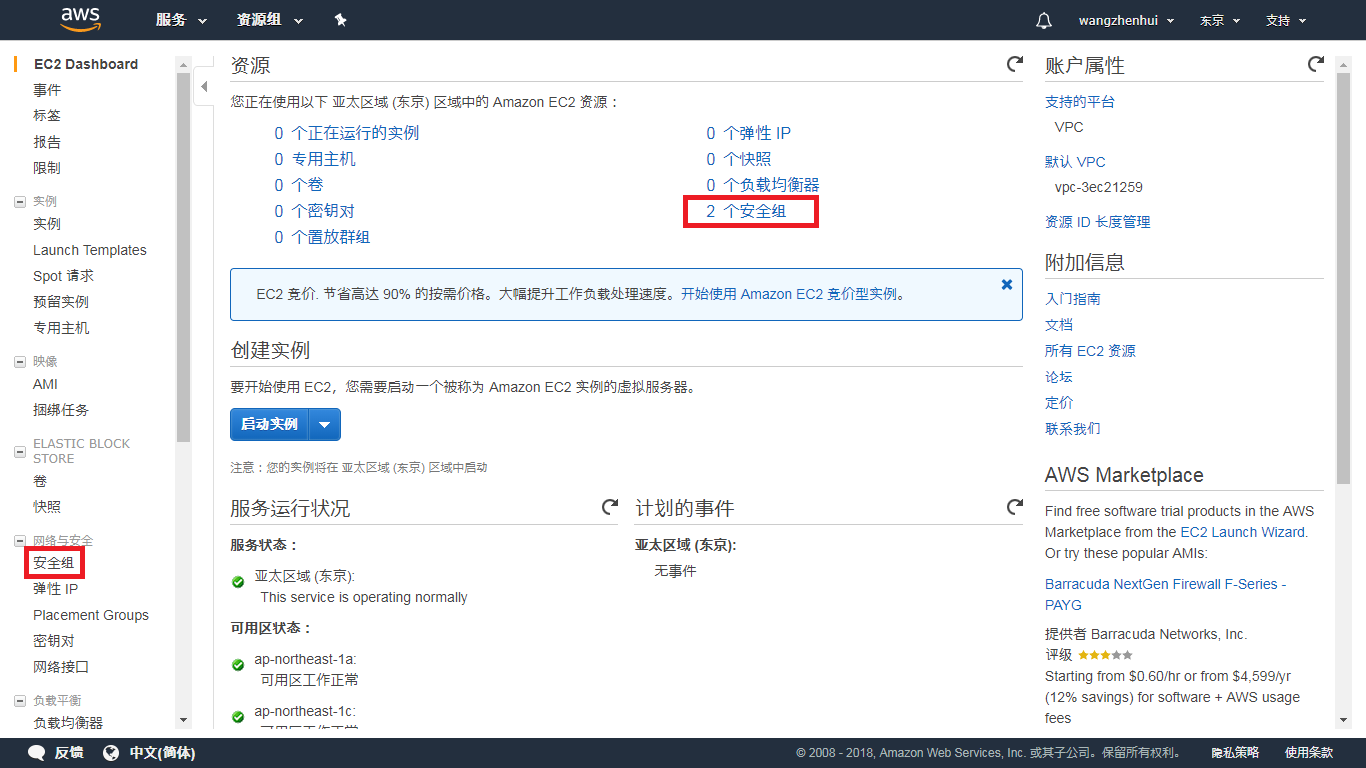 aws
服务
资源组
wangzhenhui
东京
支持
EC2 Dashboard
事件
标签
报告
限制
实例
实例
Launch Templates
Spot 请求
预留实例
专用主机
映像
AMI
捆绑任务
ELASTIC BLOCK
STORE
卷
快照
网络与安全
安全组
弹性 IP
Placement Groups
密钥对
网络接口
负载平衡
负载均衡器
资源
您正在使用以下 亚太区域 (东京) 区域中的 Amazon EC2 资源：
0 个正在运行的实例
0 个弹性 IP
0 专用主机
0 个快照
0 个卷
0 个负载均衡器
0 个密钥对
2 个安全组
0 个置放群组
EC2 竞价. 节省高达 90% 的按需价格。大幅提升工作负载处理速度。开始使用 Amazon EC2 竞价型实例。
创建实例
要开始使用 EC2，您需要启动一个被称为 Amazon EC2 实例的虚拟服务器。
启动实例
注意：您的实例将在 亚太区域 (东京) 区域中启动
服务运行状况
服务状态：
亚太区域 (东京):
This service is operating normally
可用区状态：
ap-northeast-1a:
可用区工作正常
ap-northeast-1c:
可用区工作正常
计划的事件
亚太区域 (东京):
无事件
账户属性
支持的平台
VPC
默认 VPC
vpc-3ec21259
资源 ID 长度管理
附加信息
入门指南
文档
所有 EC2 资源
论坛
定价
联系我们
AWS Marketplace
Find free software trial products in the AWS
Marketplace from the EC2 Launch Wizard.
Or try these popular AMIs:
Barracuda NextGen Firewall F-Series -
PAYG
提供者 Barracuda Networks, Inc.
评级
Starting from $0.60/hr or from $4,599/yr
(12% savings) for software + AWS usage
fees
反馈
中文(简体)
© 2008 - 2018, Amazon Web Services, Inc. 或其子公司。保留所有权利。
隐私策略
使用条款